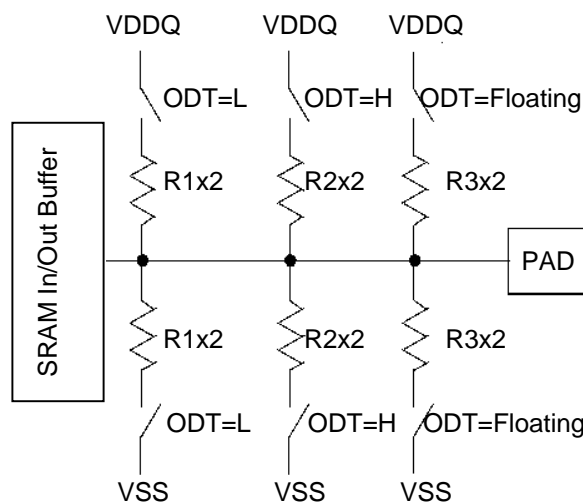 VDDQ VDDQ VDDQ
ODT=L ODT=H ODT=Floating
R1x2 R2x2 R3x2
SRAM In/Out Buffer
PAD
R1x2 R2x2 R3x2
ODT=L ODT=H ODT=Floating
VSS VSS VSS